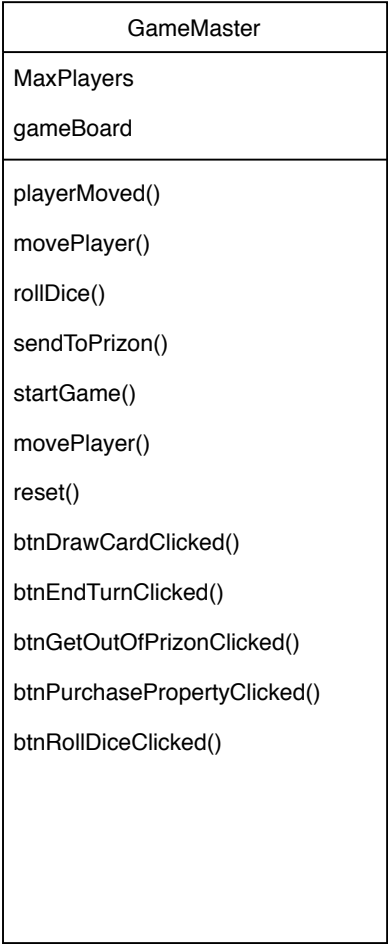 GameMaster
MaxPlayers
gameBoard
playerMoved()
movePlayer()
rollDice()
sendToPrizon()
startGame()
movePlayer()
reset()
btnDrawCardClicked()
btnEndTurnClicked()
btnGetOutOfPrizonClicked()
btnPurchasePropertyClicked()
btnRollDiceClicked()